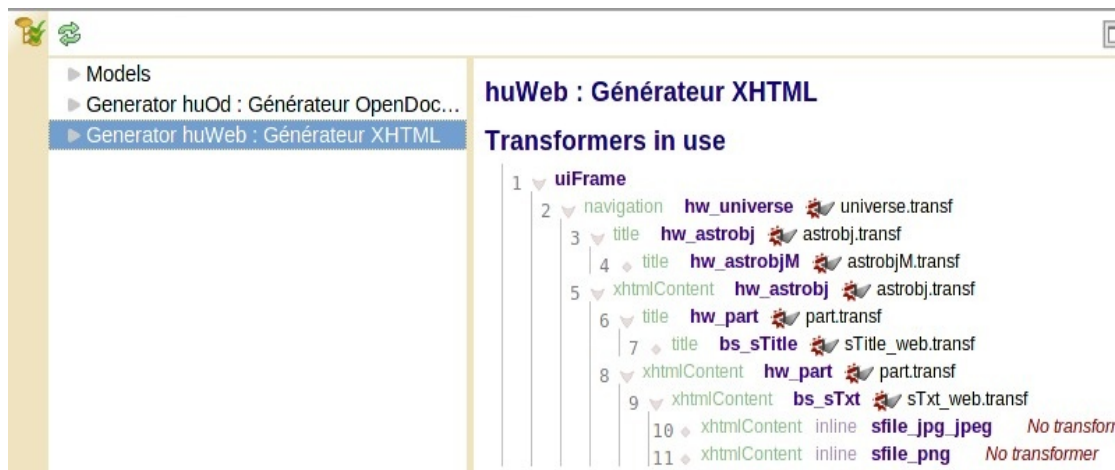 Models
Generator huOd : Générateur OpenDoc...
Generator huWeb : Générateur XHTML
huWeb : Générateur XHTML
Transformers in use
1 uiFrame
2 navigation hw_universe universe.transf
3 title hw_astrobj astrobj.transf
4 title hw_astrobjM astrobjM.transf
5 xhtmlContent hw_astrobj astrobj.transf
6 title hw_part part.transf
7 title bs_sTitle sTitle_web.transf
8 xhtmlContent hw_part part.transf
9 xhtmlContent bs_sTxt sTxt_web.transf
10 xhtmlContent inline sfile_jpg_jpeg No transforr
11 xhtmlContent inline sfile_png No transformer